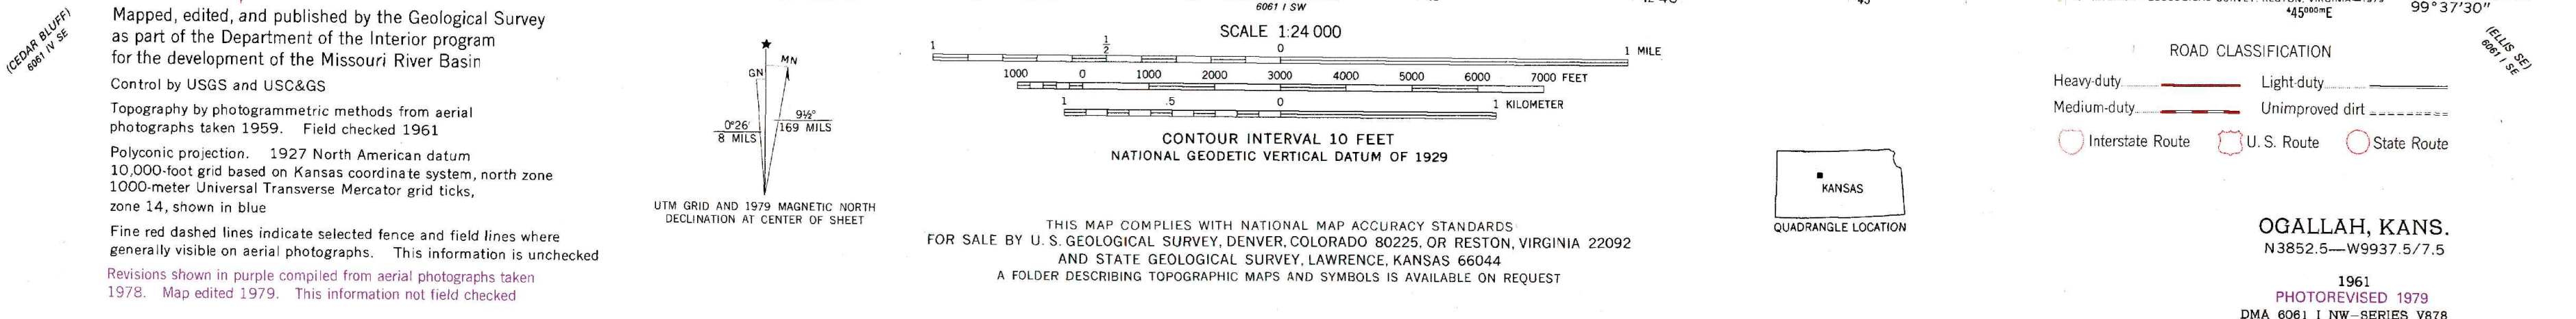 (CEDAR BLUFF)
6061 IV SE
Mapped, edited, and published by the Geological Survey
as part of the Department of the Interior program
for the development of the Missouri River Basin
Control by USGS and USC&GS
Topography by photogrammetric methods from aerial
photographs taken 1959. Field checked 1961
Polyconic projection. 1927 North American datum
10,000-foot grid based on Kansas coordinate system, north zone
1000-meter Universal Transverse Mercator grid ticks,
zone 14, shown in blue
Fine red dashed lines indicate selected fence and field lines where
generally visible on aerial photographs. This information is unchecked
Revisions shown in purple compiled from aerial photographs taken
1978. Map edited 1979. This information not field checked
★
GN
MN
0°26′
8 MILS
9½°
169 MILS
UTM GRID AND 1979 MAGNETIC NORTH
DECLINATION AT CENTER OF SHEET
6061 I SW
SCALE 1:24 000
1 ½ 0 1 MILE
1000 0 1000 2000 3000 4000 5000 6000 7000 FEET
1 .5 0 1 KILOMETER
CONTOUR INTERVAL 10 FEET
NATIONAL GEODETIC VERTICAL DATUM OF 1929
THIS MAP COMPLIES WITH NATIONAL MAP ACCURACY STANDARDS
FOR SALE BY U. S. GEOLOGICAL SURVEY, DENVER, COLORADO 80225, OR RESTON, VIRGINIA 22092
AND STATE GEOLOGICAL SURVEY, LAWRENCE, KANSAS 66044
A FOLDER DESCRIBING TOPOGRAPHIC MAPS AND SYMBOLS IS AVAILABLE ON REQUEST
KANSAS
QUADRANGLE LOCATION
445000mE
99°37′30″
(ELLIS SE)
6061 I SE
ROAD CLASSIFICATION
Heavy-duty Light-duty
Medium-duty Unimproved dirt
Interstate Route U. S. Route State Route
OGALLAH, KANS.
N3852.5—W9937.5/7.5
1961
PHOTOREVISED 1979
DMA 6061 I NW–SERIES V878